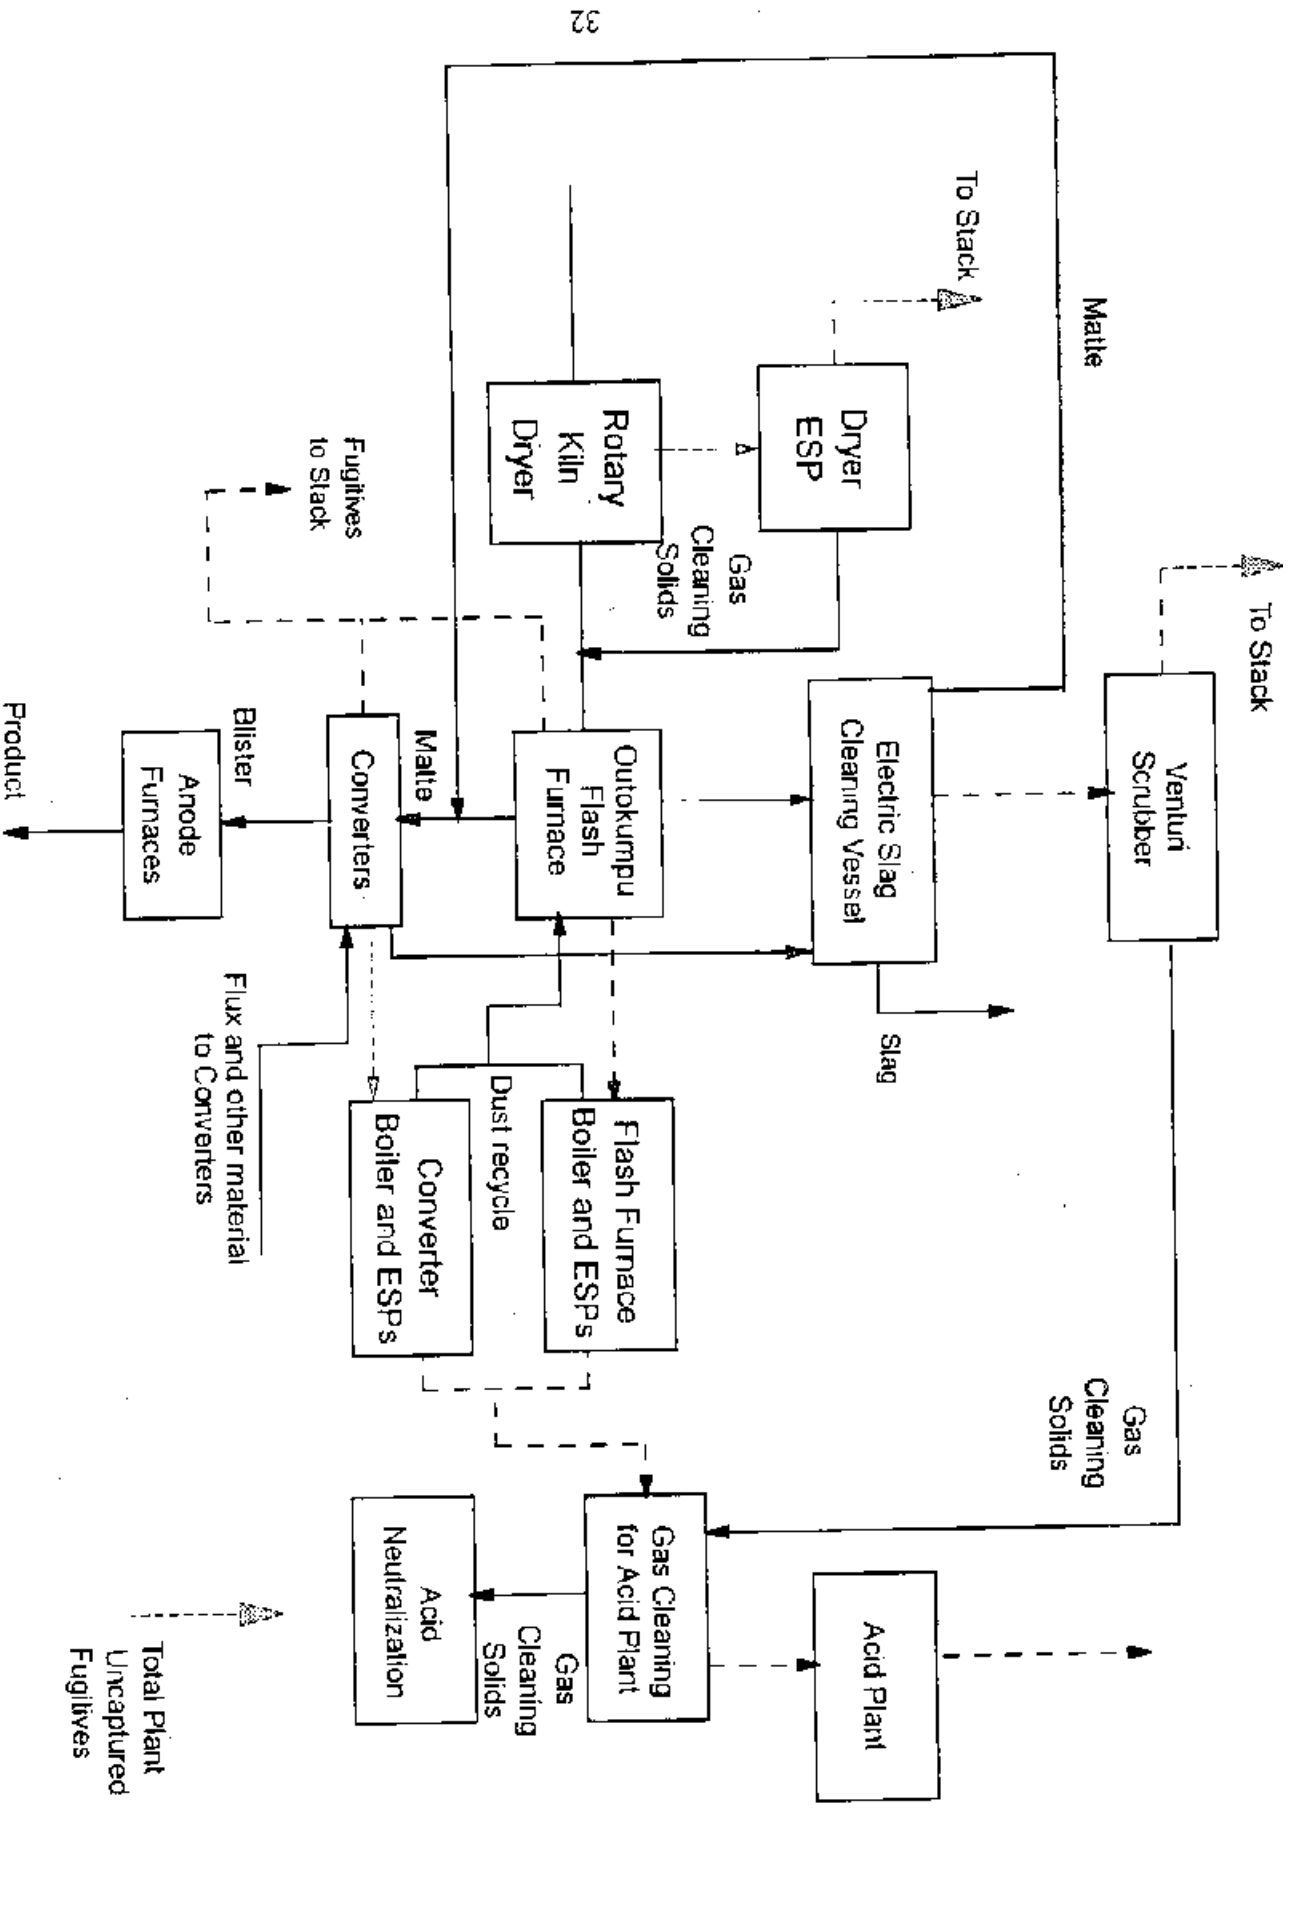 To Stack
Venturi
Scrubber
Gas
Cleaning
Solids
Matte
To Stack
Dryer
ESP
Gas
Cleaning
Solids
Electric Slag
Cleaning Vessel
Slag
Acid Plant
Rotary
Kiln
Dryer
Outokumpu
Flash
Furnace
Flash Furnace
Boiler and ESPs
Dust recycle
Gas Cleaning
for Acid Plant
Gas
Cleaning
Solids
Fugitives
to Stack
Matte
Converters
Converter
Boiler and ESPs
Acid
Neutralization
Flux and other material
to Converters
Blister
Anode
Furnaces
Product
Total Plant
Uncaptured
Fugitives
32